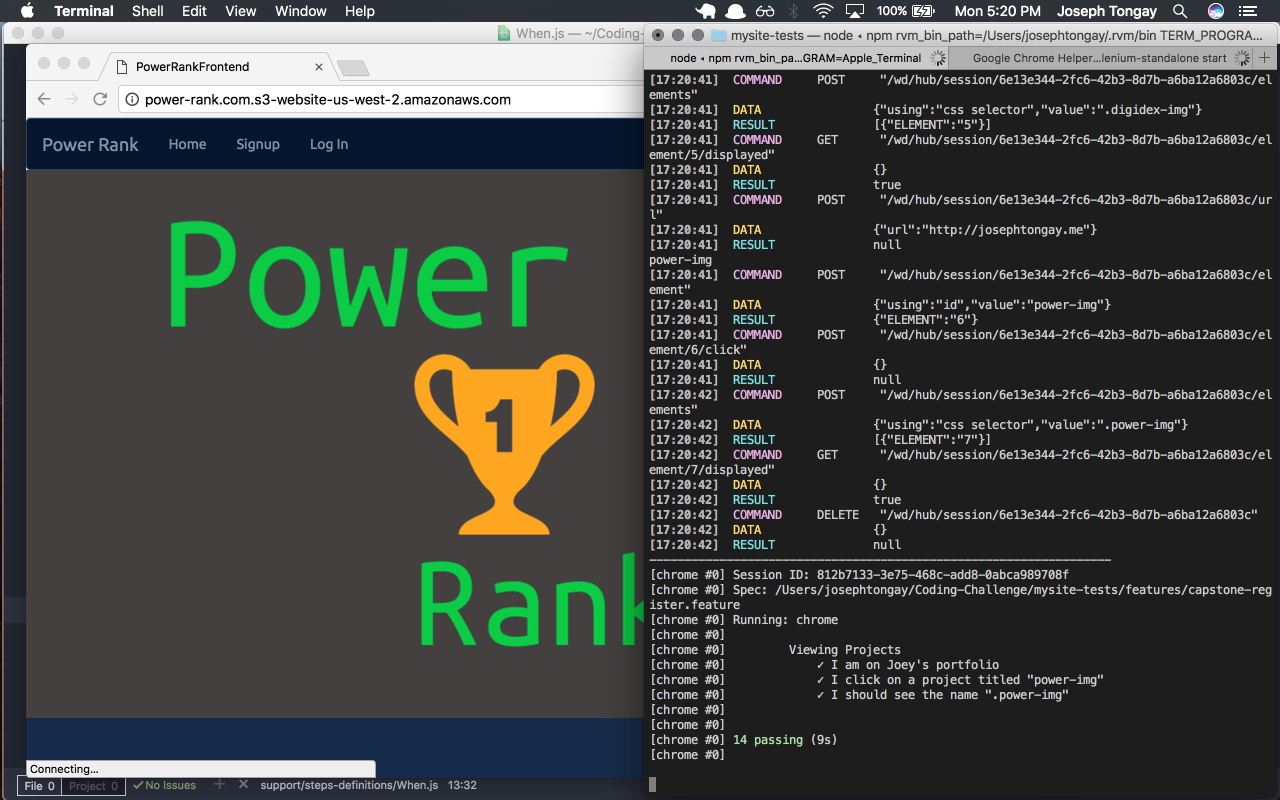 Terminal Shell Edit View Window Help 100% Mon 5:20 PM Joseph Tongay
When.js — ~/Coding-
PowerRankFrontend
power-rank.com.s3-website-us-west-2.amazonaws.com
Power Rank Home Signup Log In
Power
1
Rank
Connecting...
File 0 Project 0 No Issues support/steps-definitions/When.js 13:32
mysite-tests — node ◂ npm rvm_bin_path=/Users/josephtongay/.rvm/bin TERM_PROGRA...
node ◂ npm rvm_bin_pa...GRAM=Apple_Terminal Google Chrome Helper...lenium-standalone start
[17:20:41] COMMAND POST "/wd/hub/session/6e13e344-2fc6-42b3-8d7b-a6ba12a6803c/el
ements"
[17:20:41] DATA {"using":"css selector","value":".digidex-img"}
[17:20:41] RESULT [{"ELEMENT":"5"}]
[17:20:41] COMMAND GET "/wd/hub/session/6e13e344-2fc6-42b3-8d7b-a6ba12a6803c/el
ement/5/displayed"
[17:20:41] DATA {}
[17:20:41] RESULT true
[17:20:41] COMMAND POST "/wd/hub/session/6e13e344-2fc6-42b3-8d7b-a6ba12a6803c/ur
l"
[17:20:41] DATA {"url":"http://josephtongay.me"}
[17:20:41] RESULT null
power-img
[17:20:41] COMMAND POST "/wd/hub/session/6e13e344-2fc6-42b3-8d7b-a6ba12a6803c/el
ement"
[17:20:41] DATA {"using":"id","value":"power-img"}
[17:20:41] RESULT {"ELEMENT":"6"}
[17:20:41] COMMAND POST "/wd/hub/session/6e13e344-2fc6-42b3-8d7b-a6ba12a6803c/el
ement/6/click"
[17:20:41] DATA {}
[17:20:41] RESULT null
[17:20:42] COMMAND POST "/wd/hub/session/6e13e344-2fc6-42b3-8d7b-a6ba12a6803c/el
ements"
[17:20:42] DATA {"using":"css selector","value":".power-img"}
[17:20:42] RESULT [{"ELEMENT":"7"}]
[17:20:42] COMMAND GET "/wd/hub/session/6e13e344-2fc6-42b3-8d7b-a6ba12a6803c/el
ement/7/displayed"
[17:20:42] DATA {}
[17:20:42] RESULT true
[17:20:42] COMMAND DELETE "/wd/hub/session/6e13e344-2fc6-42b3-8d7b-a6ba12a6803c"
[17:20:42] DATA {}
[17:20:42] RESULT null
[chrome #0] Session ID: 812b7133-3e75-468c-add8-0abca989708f
[chrome #0] Spec: /Users/josephtongay/Coding-Challenge/mysite-tests/features/capstone-reg
ister.feature
[chrome #0] Running: chrome
[chrome #0]
[chrome #0] Viewing Projects
[chrome #0] ✓ I am on Joey's portfolio
[chrome #0] ✓ I click on a project titled "power-img"
[chrome #0] ✓ I should see the name ".power-img"
[chrome #0]
[chrome #0]
[chrome #0] 14 passing (9s)
[chrome #0]